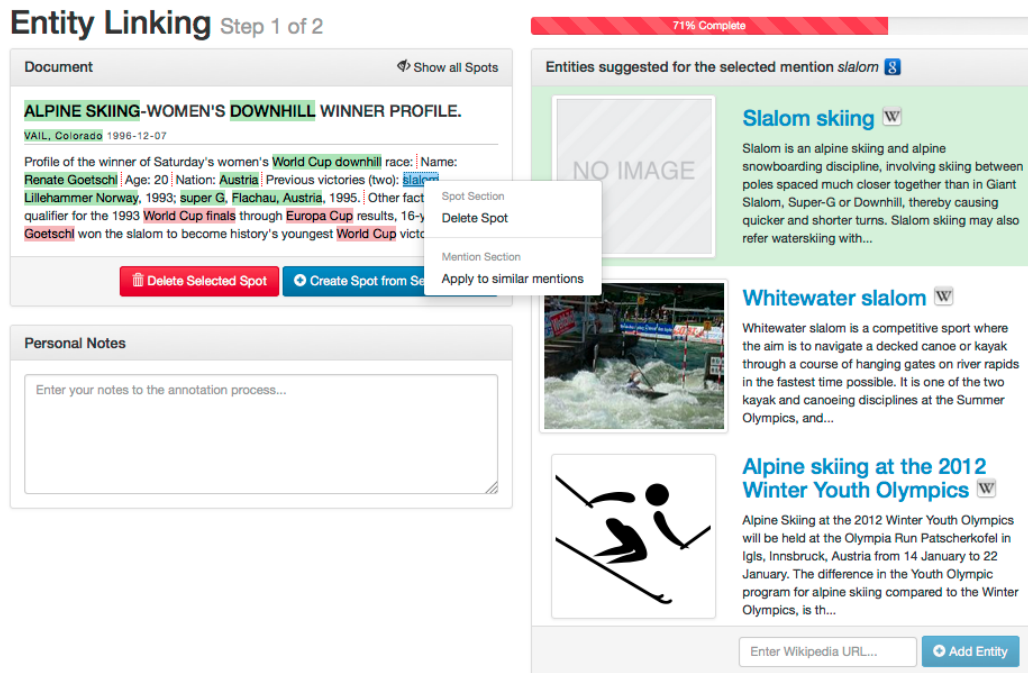 Entity Linking Step 1 of 2
Document
Show all Spots
ALPINE SKIING-WOMEN'S DOWNHILL WINNER PROFILE.
VAIL, Colorado 1996-12-07
Profile of the winner of Saturday's women's World Cup downhill race: Name:
Renate Goetschl Age: 20 Nation: Austria Previous victories (two): slalom
Lillehammer Norway, 1993; super G, Flachau, Austria, 1995. Other fact
qualifier for the 1993 World Cup finals through Europa Cup results, 16-y
Goetschl won the slalom to become history's youngest World Cup victo
Spot Section
Delete Spot
Mention Section
Apply to similar mentions
Delete Selected Spot
Create Spot from Se
Personal Notes
Enter your notes to the annotation process...
71% Complete
Entities suggested for the selected mention slalom
Slalom skiing W
Slalom is an alpine skiing and alpine
snowboarding discipline, involving skiing between
poles spaced much closer together than in Giant
Slalom, Super-G or Downhill, thereby causing
quicker and shorter turns. Slalom skiing may also
refer waterskiing with...
NO IMAGE
Whitewater slalom W
Whitewater slalom is a competitive sport where
the aim is to navigate a decked canoe or kayak
through a course of hanging gates on river rapids
in the fastest time possible. It is one of the two
kayak and canoeing disciplines at the Summer
Olympics, and...
Alpine skiing at the 2012
Winter Youth Olympics W
Alpine Skiing at the 2012 Winter Youth Olympics
will be held at the Olympia Run Patscherkofel in
Igls, Innsbruck, Austria from 14 January to 22
January. The difference in the Youth Olympic
program for alpine skiing compared to the Winter
Olympics, is th...
Enter Wikipedia URL...
Add Entity